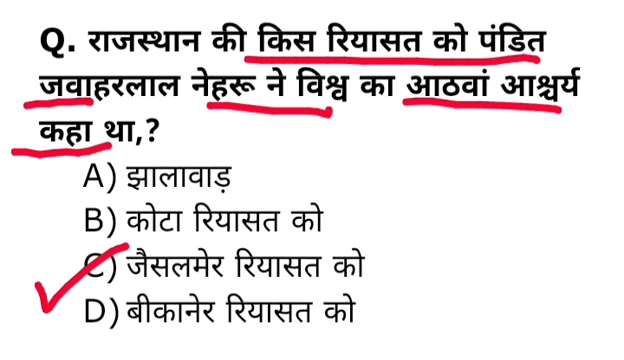 Q. राजस्थान की किस रियासत को पंडित
जवाहरलाल नेहरू ने विश्व का आठवां आश्चर्य
कहा था,?
A) झालावाड़
B) कोटा रियासत को
C) जैसलमेर रियासत को
D) बीकानेर रियासत को